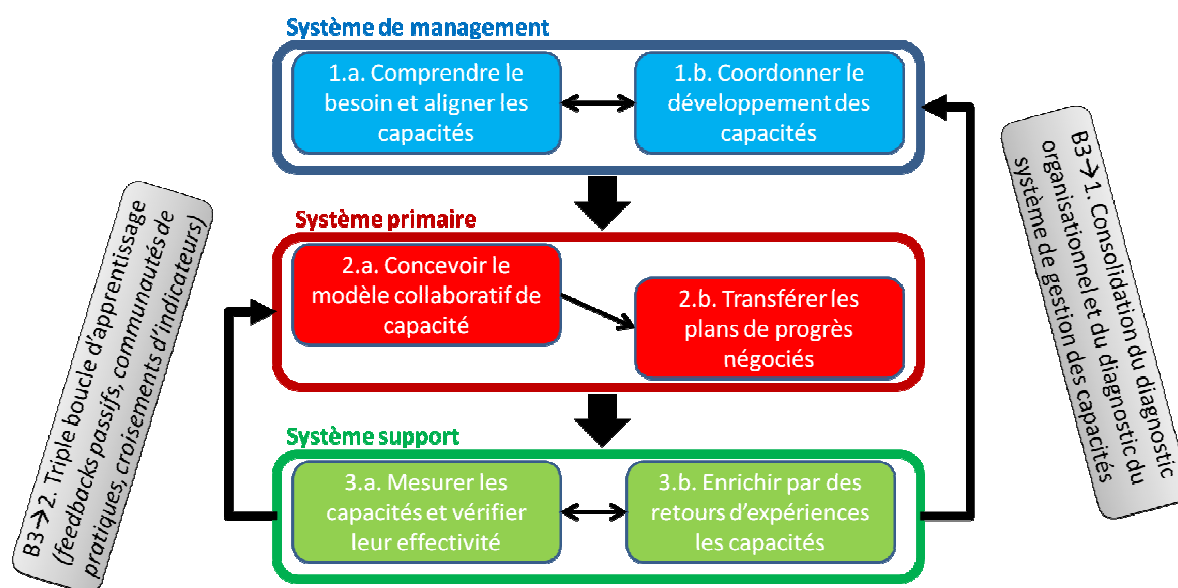 Système de management
1.a. Comprendre le
besoin et aligner les
capacités
1.b. Coordonner le
développement des
capacités
Système primaire
2.a. Concevoir le
modèle collaboratif de
capacité
2.b. Transférer les
plans de progrès
négociés
Système support
3.a. Mesurer les
capacités et vérifier
leur effectivité
3.b. Enrichir par des
retours d'expériences
les capacités
B3→2. Triple boucle d'apprentissage
(feedbacks passifs, communautés de
pratiques, croisements d'indicateurs)
B3→1. Consolidation du diagnostic
organisationnel et du diagnostic du
système de gestion des capacités